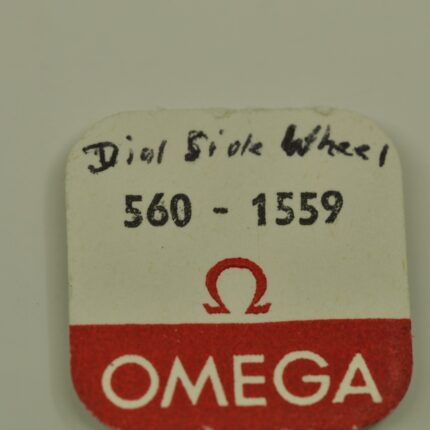 Dial Side Wheel
560 - 1559
OMEGA